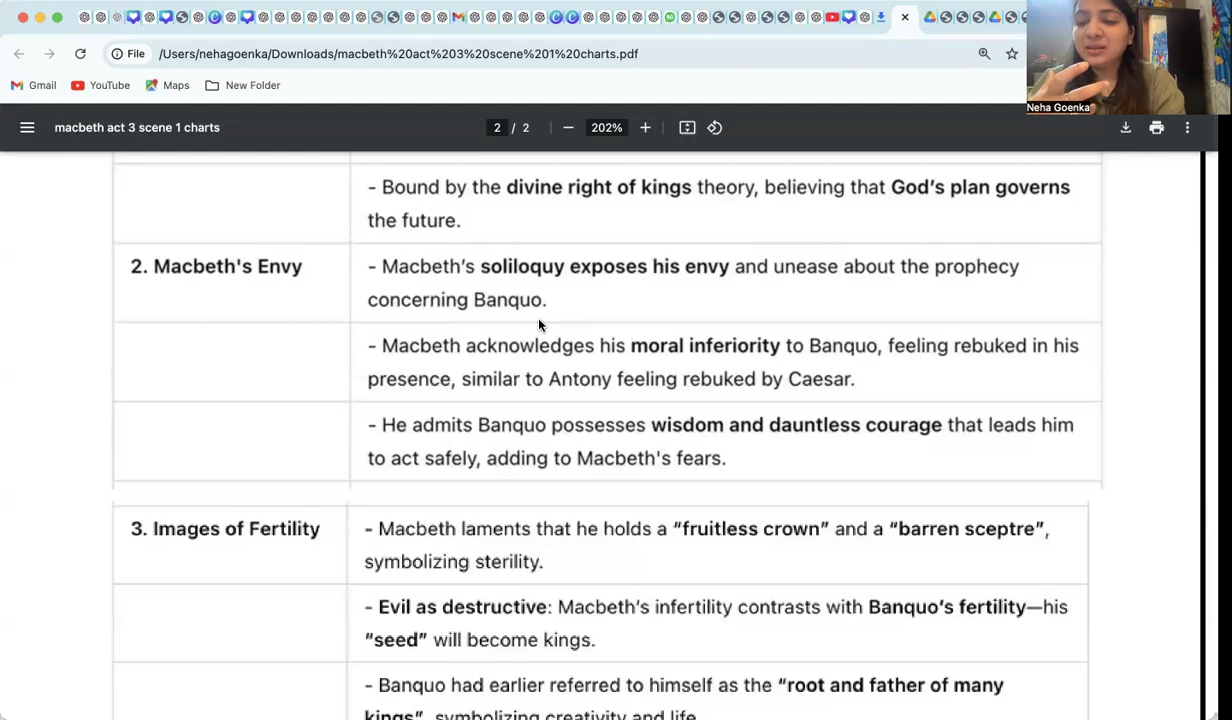 File /Users/nehagoenka/Downloads/macbeth%20act%203%20scene%201%20charts.pdf
Gmail YouTube Maps New Folder
Neha Goenka
macbeth act 3 scene 1 charts 2 / 2 202%
- Bound by the divine right of kings theory, believing that God's plan governs
the future.
2. Macbeth's Envy
- Macbeth's soliloquy exposes his envy and unease about the prophecy
concerning Banquo.
- Macbeth acknowledges his moral inferiority to Banquo, feeling rebuked in his
presence, similar to Antony feeling rebuked by Caesar.
- He admits Banquo possesses wisdom and dauntless courage that leads him
to act safely, adding to Macbeth's fears.
3. Images of Fertility
- Macbeth laments that he holds a “fruitless crown” and a “barren sceptre”,
symbolizing sterility.
- Evil as destructive: Macbeth's infertility contrasts with Banquo's fertility—his
“seed” will become kings.
- Banquo had earlier referred to himself as the “root and father of many
kings”, symbolizing creativity and life.